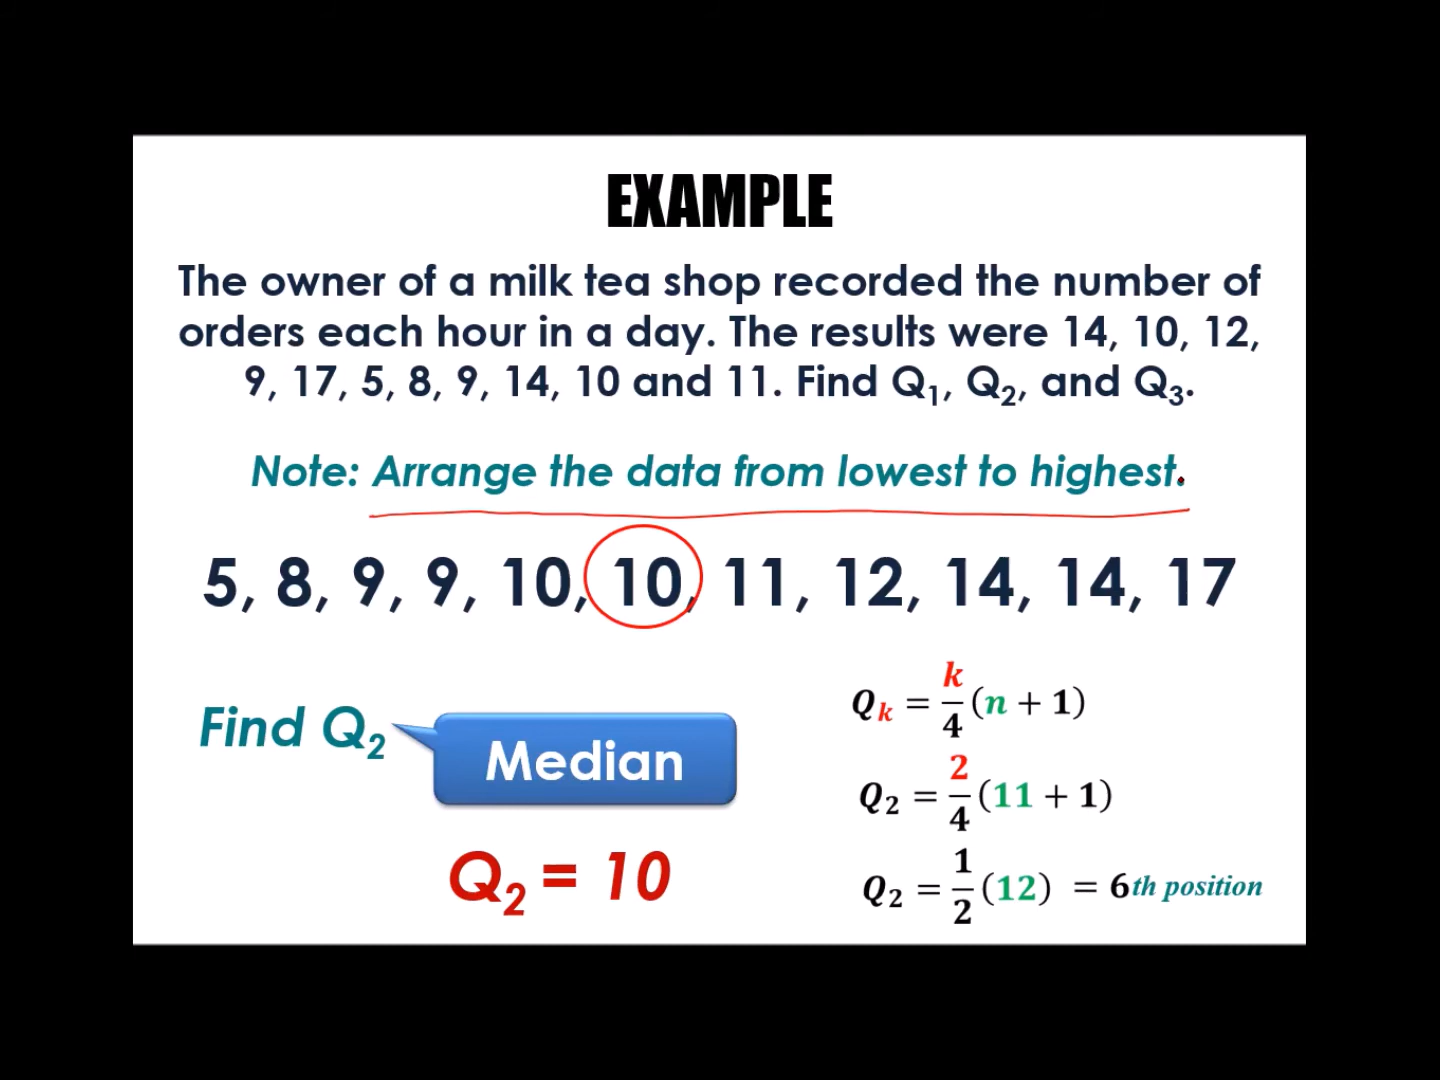 EXAMPLE
The owner of a milk tea shop recorded the number of
orders each hour in a day. The results were 14, 10, 12,
9, 17, 5, 8, 9, 14, 10 and 11. Find Q₁, Q₂, and Q₃.
Note: Arrange the data from lowest to highest.
5, 8, 9, 9, 10, 10, 11, 12, 14, 14, 17
Find Q₂
Median
Q₂ = 10
Qₖ = k/4 (n + 1)
Q₂ = 2/4 (11 + 1)
Q₂ = 1/2 (12) = 6th position